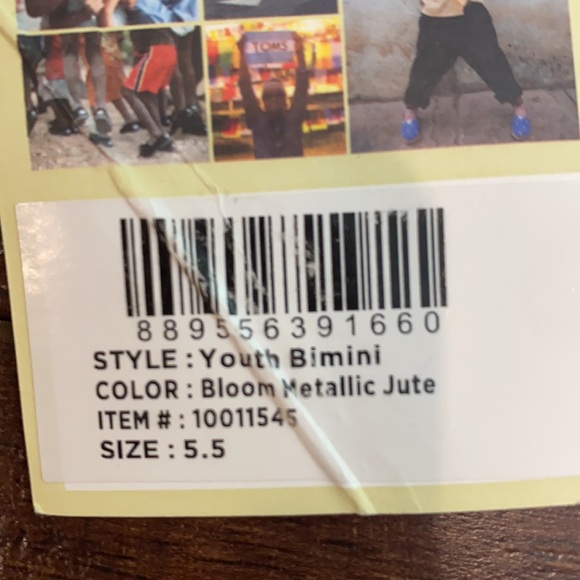 TOMS
889556391660
STYLE : Youth Bimini
COLOR : Bloom Metallic Jute
ITEM # : 10011545
SIZE : 5.5